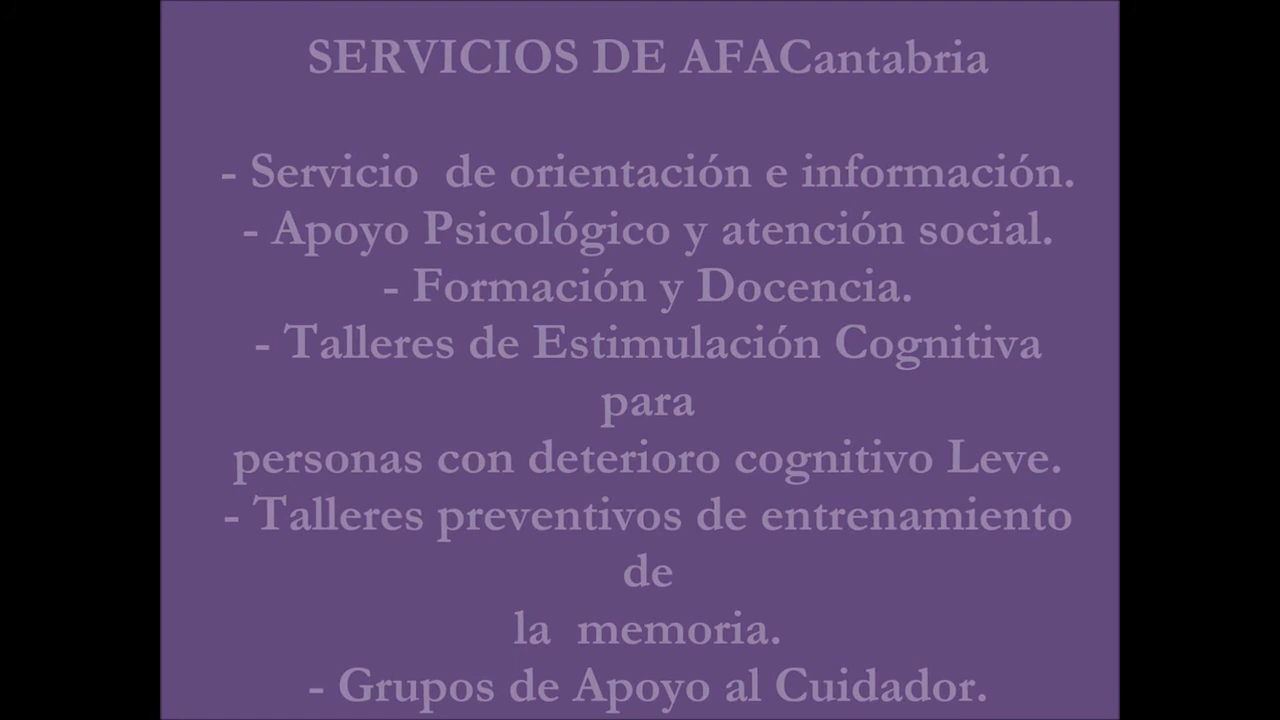 SERVICIOS DE AFACantabria
- Servicio de orientación e información.
- Apoyo Psicológico y atención social.
- Formación y Docencia.
- Talleres de Estimulación Cognitiva
para
personas con deterioro cognitivo Leve.
- Talleres preventivos de entrenamiento
de
la memoria.
- Grupos de Apoyo al Cuidador.